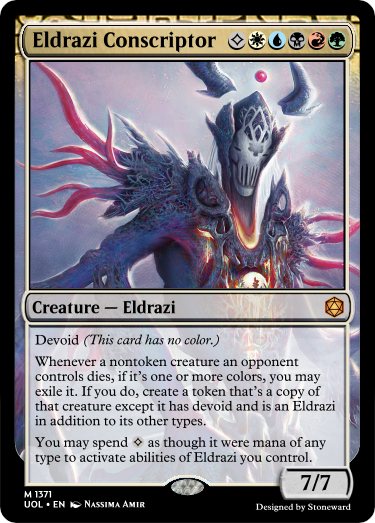 Eldrazi Conscriptor
Creature — Eldrazi
Devoid (This card has no color.)
Whenever a nontoken creature an opponent
controls dies, if it's one or more colors, you may
exile it. If you do, create a token that's a copy of
that creature except it has devoid and is an Eldrazi
in addition to its other types.
You may spend as though it were mana of any
type to activate abilities of Eldrazi you control.
7/7
M 1371
UOL • EN Nassima Amir
Designed by Stoneward